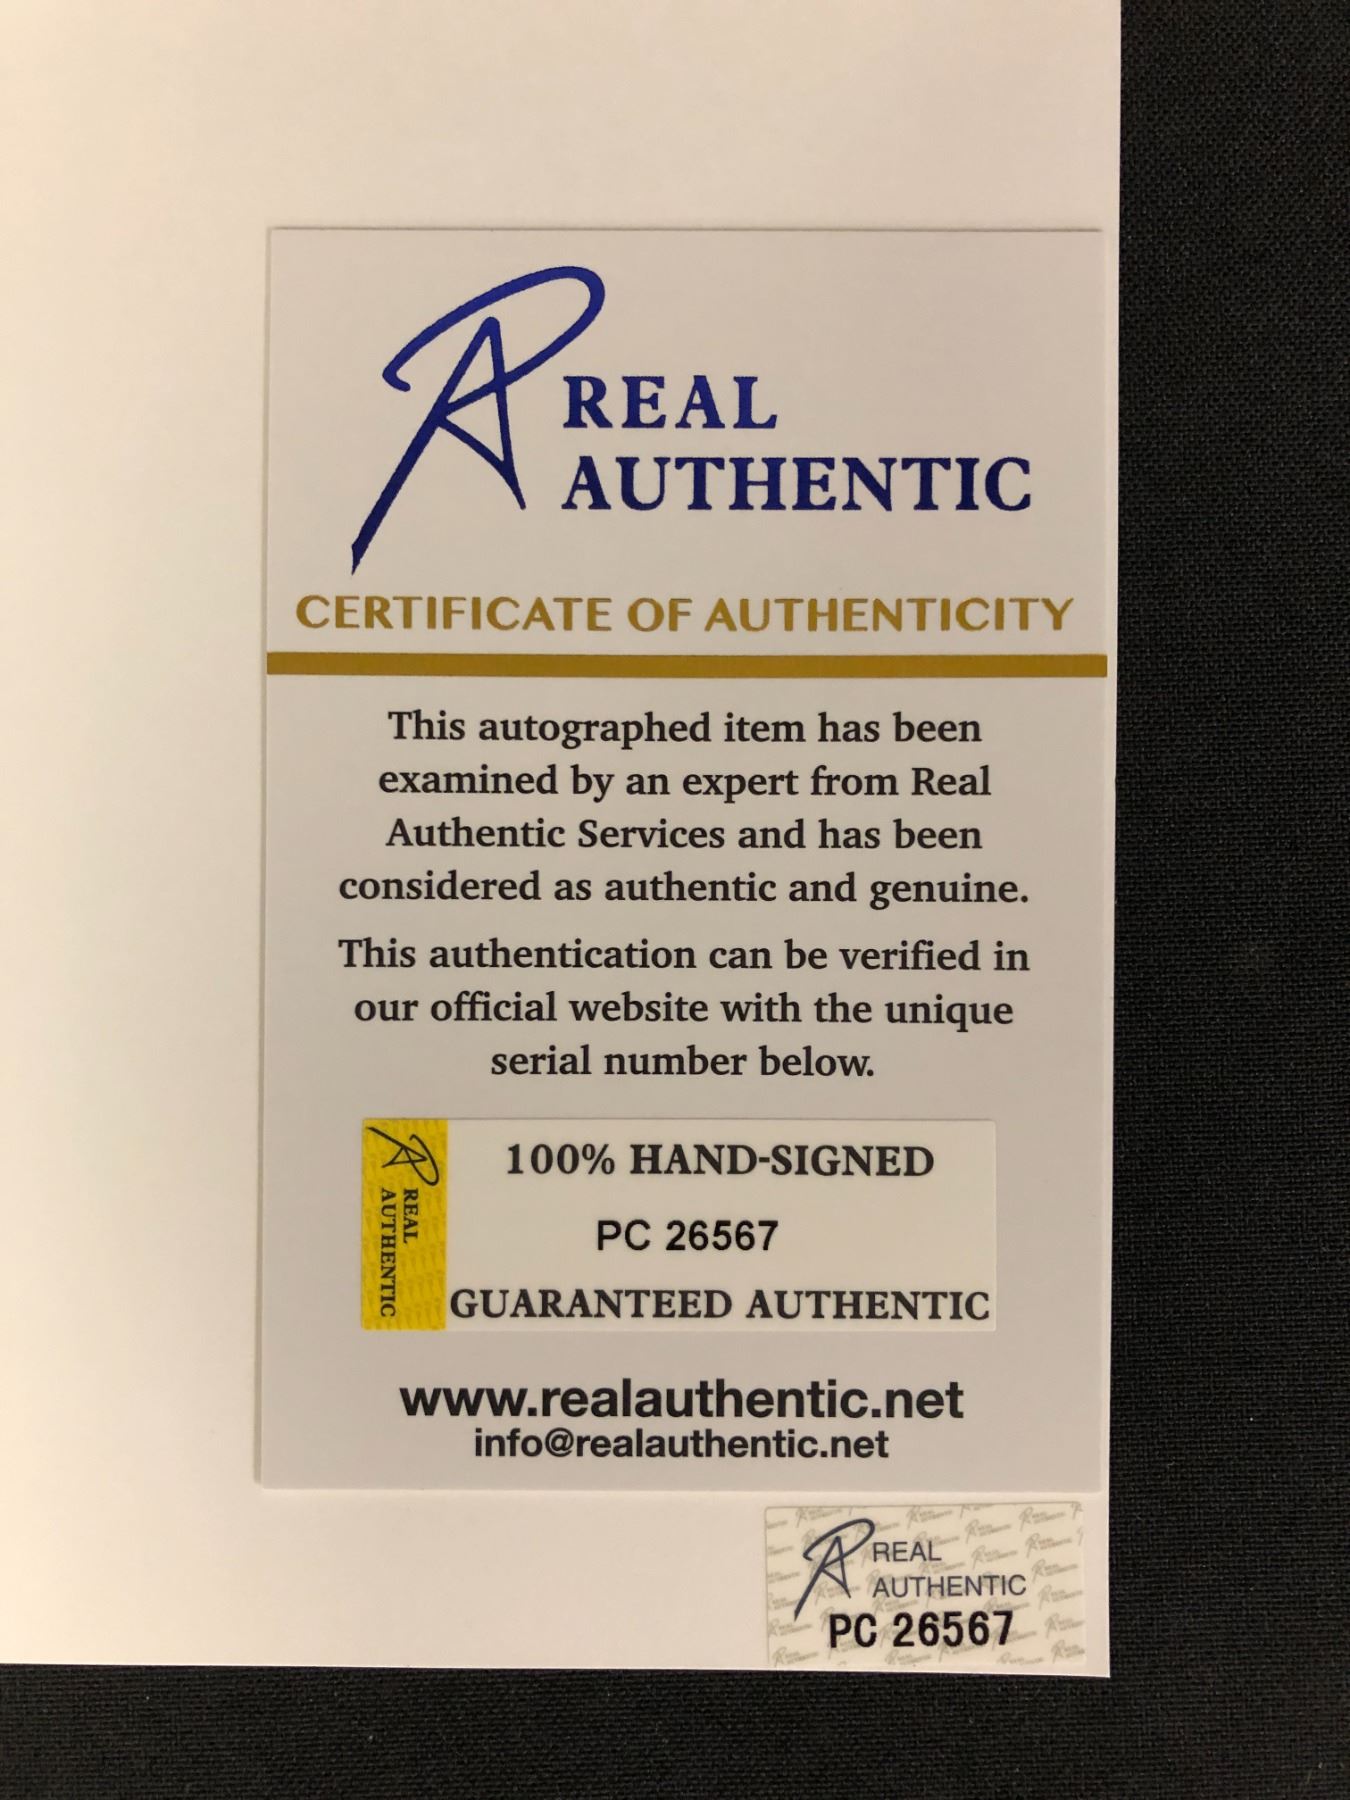 REAL
AUTHENTIC
CERTIFICATE OF AUTHENTICITY
This autographed item has been
examined by an expert from Real
Authentic Services and has been
considered as authentic and genuine.
This authentication can be verified in
our official website with the unique
serial number below.
REAL
AUTHENTIC
100% HAND-SIGNED
PC 26567
GUARANTEED AUTHENTIC
www.realauthentic.net
info@realauthentic.net
REAL
AUTHENTIC
PC 26567